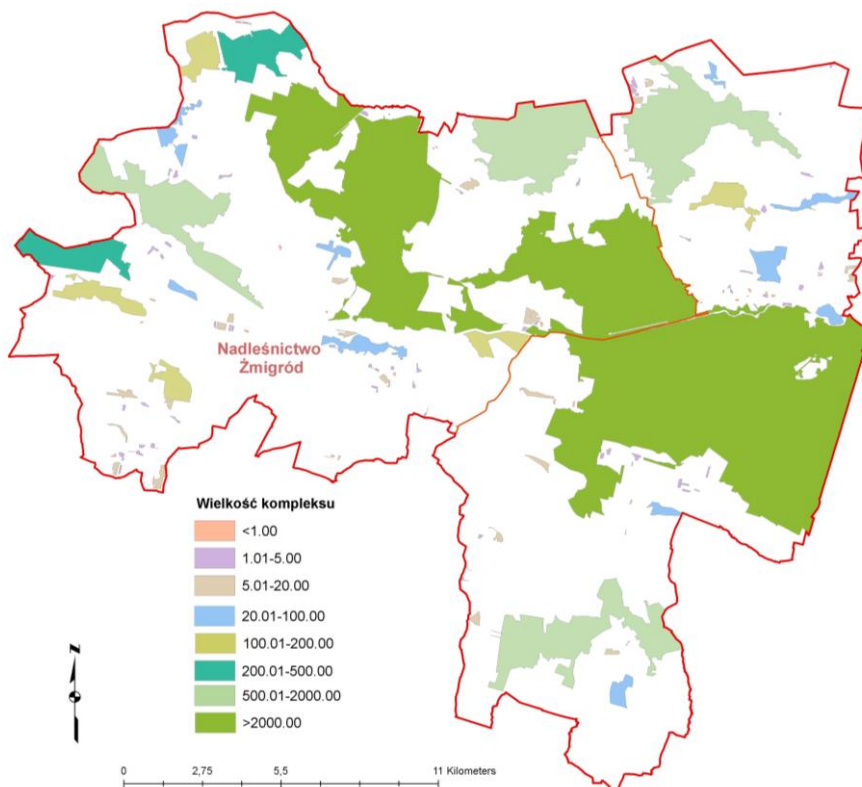 Nadleśnictwo
Żmigród
Wielkość kompleksu
<1.00
1.01-5.00
5.01-20.00
20.01-100.00
100.01-200.00
200.01-500.00
500.01-2000.00
>2000.00
N
0 2,75 5,5 11 Kilometers